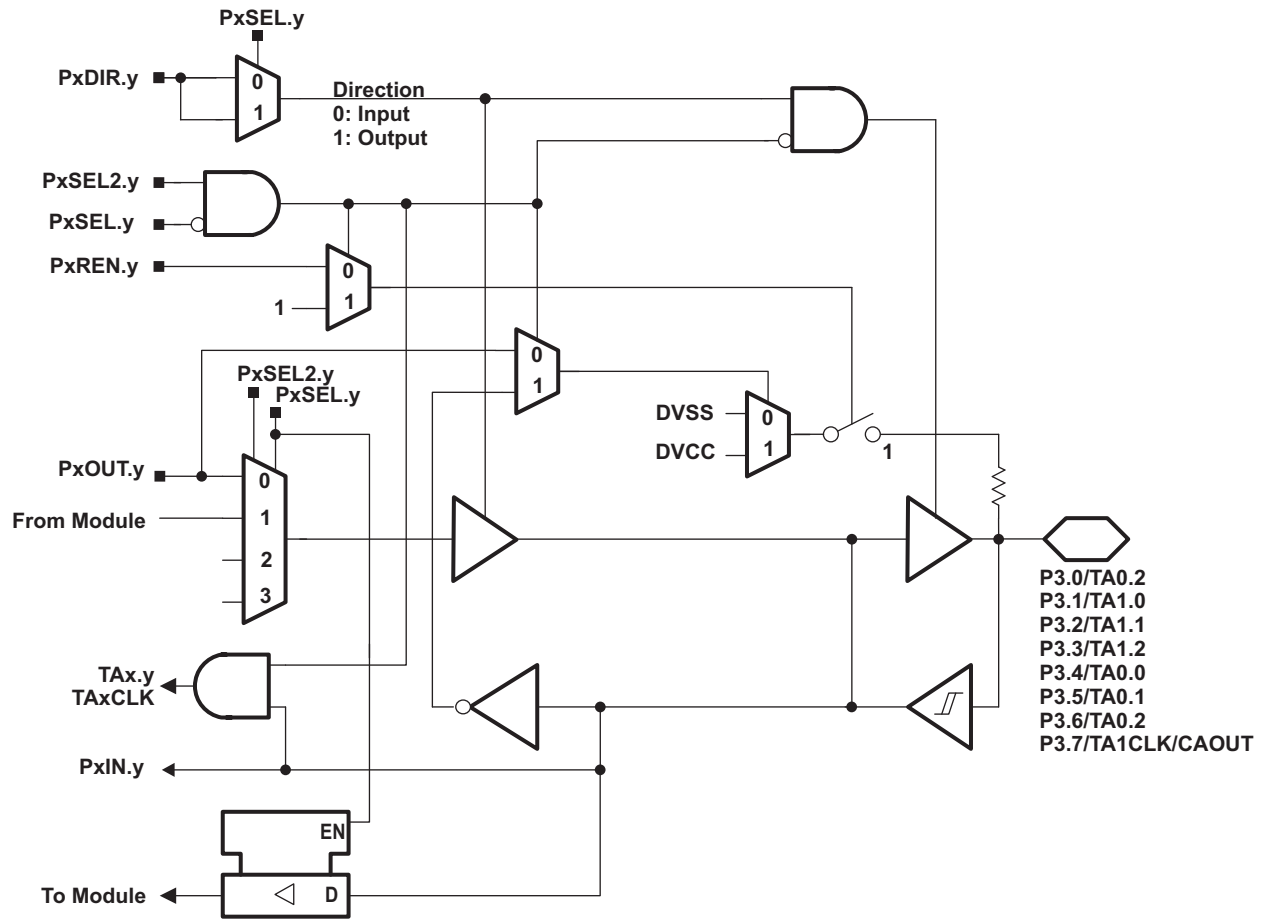 PxSEL.y
PxDIR.y
0
1
Direction
0: Input
1: Output
PxSEL2.y
PxSEL.y
PxREN.y
0
1
1
0
1
PxSEL2.y
PxSEL.y
DVSS
DVCC
0
1
1
PxOUT.y
From Module
0
1
2
3
P3.0/TA0.2
P3.1/TA1.0
P3.2/TA1.1
P3.3/TA1.2
P3.4/TA0.0
P3.5/TA0.1
P3.6/TA0.2
P3.7/TA1CLK/CAOUT
TAx.y
TAxCLK
PxIN.y
EN
To Module
D